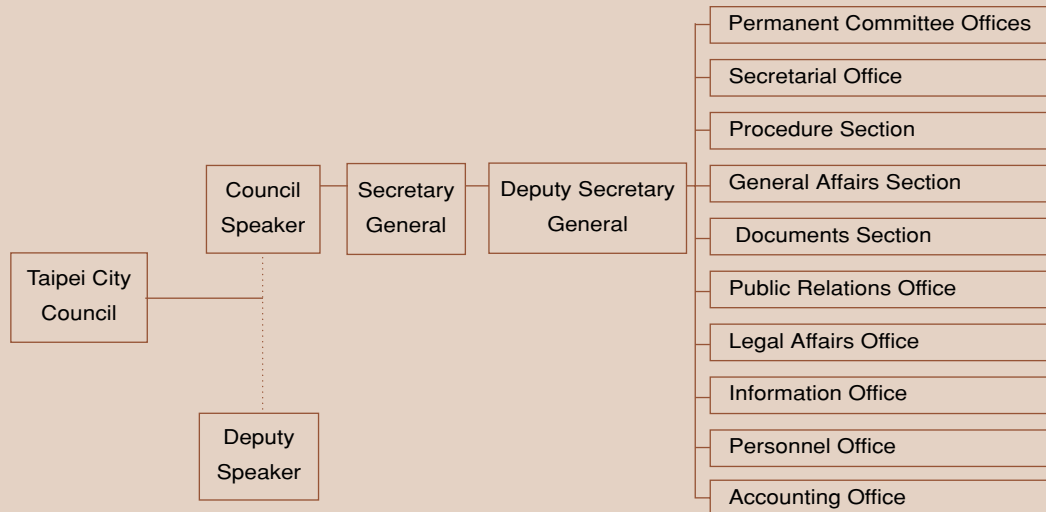 Taipei City
Council
Council
Speaker
Deputy
Speaker
Secretary
General
Deputy Secretary
General
Permanent Committee Offices
Secretarial Office
Procedure Section
General Affairs Section
Documents Section
Public Relations Office
Legal Affairs Office
Information Office
Personnel Office
Accounting Office